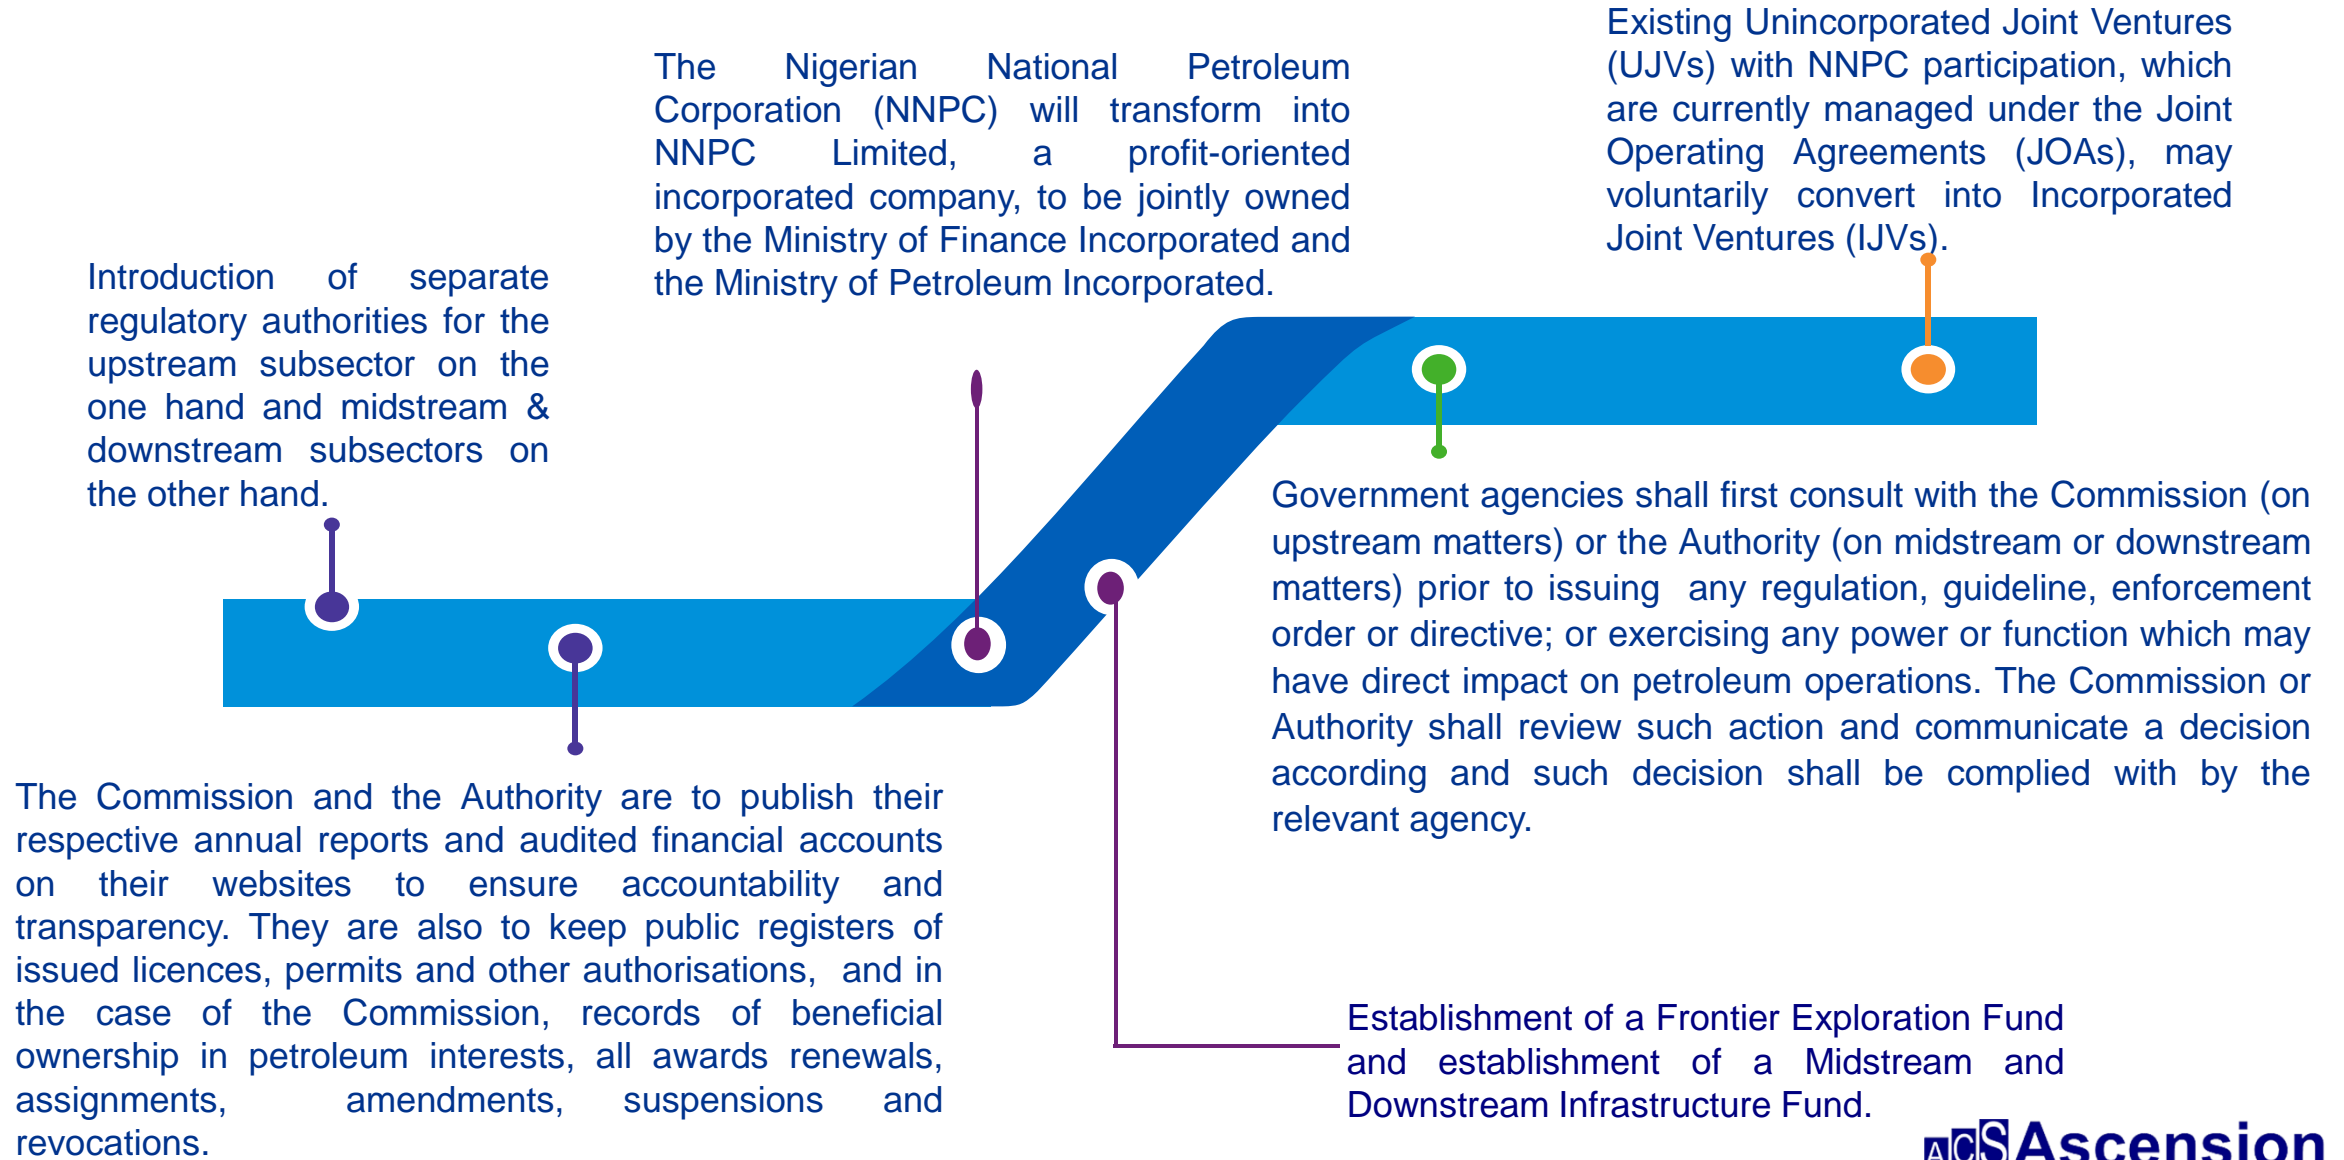 Introduction of separate
regulatory authorities for the
upstream subsector on the
one hand and midstream &
downstream subsectors on
the other hand.
The Commission and the Authority are to publish their
respective annual reports and audited financial accounts
on their websites to ensure accountability and
transparency. They are also to keep public registers of
issued licences, permits and other authorisations, and in
the case of the Commission, records of beneficial
ownership in petroleum interests, all awards renewals,
assignments, amendments, suspensions and
revocations.
The Nigerian National Petroleum
Corporation (NNPC) will transform into
NNPC Limited, a profit-oriented
incorporated company, to be jointly owned
by the Ministry of Finance Incorporated and
the Ministry of Petroleum Incorporated.
Establishment of a Frontier Exploration Fund
and establishment of a Midstream and
Downstream Infrastructure Fund.
Government agencies shall first consult with the Commission (on
upstream matters) or the Authority (on midstream or downstream
matters) prior to issuing any regulation, guideline, enforcement
order or directive; or exercising any power or function which may
have direct impact on petroleum operations. The Commission or
Authority shall review such action and communicate a decision
according and such decision shall be complied with by the
relevant agency.
Existing Unincorporated Joint Ventures
(UJVs) with NNPC participation, which
are currently managed under the Joint
Operating Agreements (JOAs), may
voluntarily convert into Incorporated
Joint Ventures (IJVs).
ACS Ascension